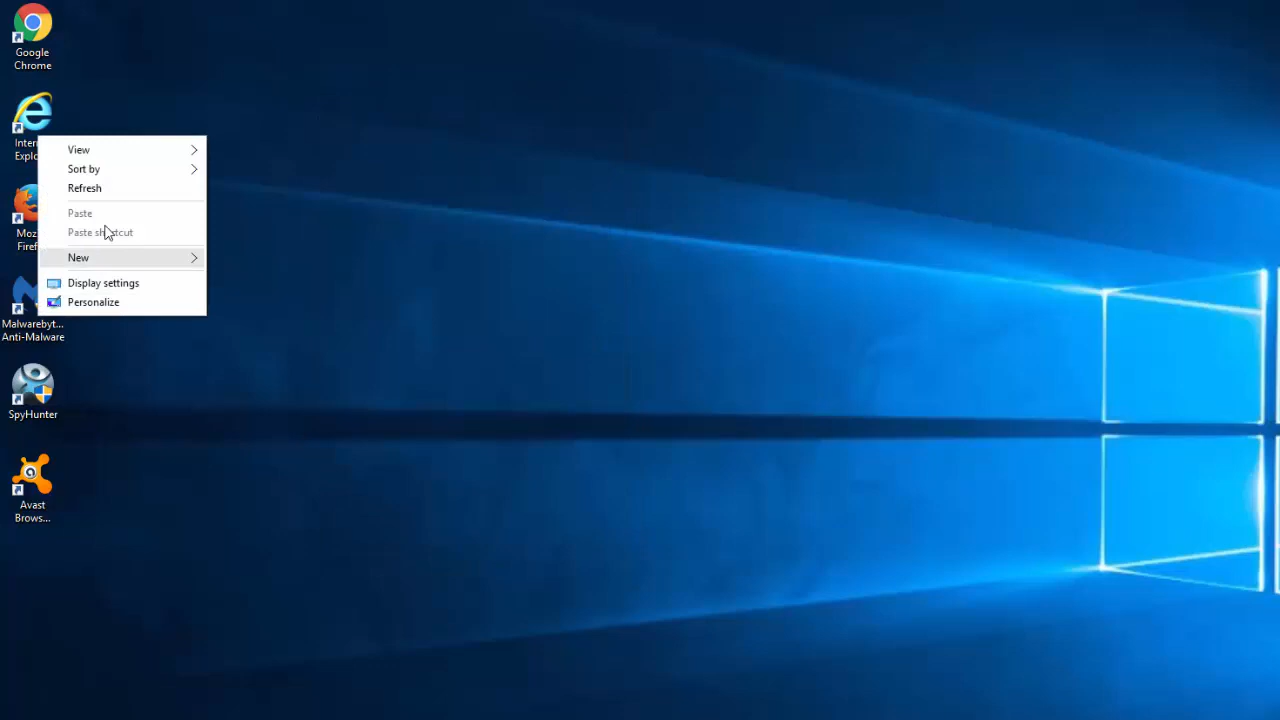 Google
Chrome
Inter
Explo
Moz
Firef
Malwarebyt...
Anti-Malware
SpyHunter
Avast
Brows...
View
Sort by
Refresh
Paste
Paste shortcut
New
Display settings
Personalize